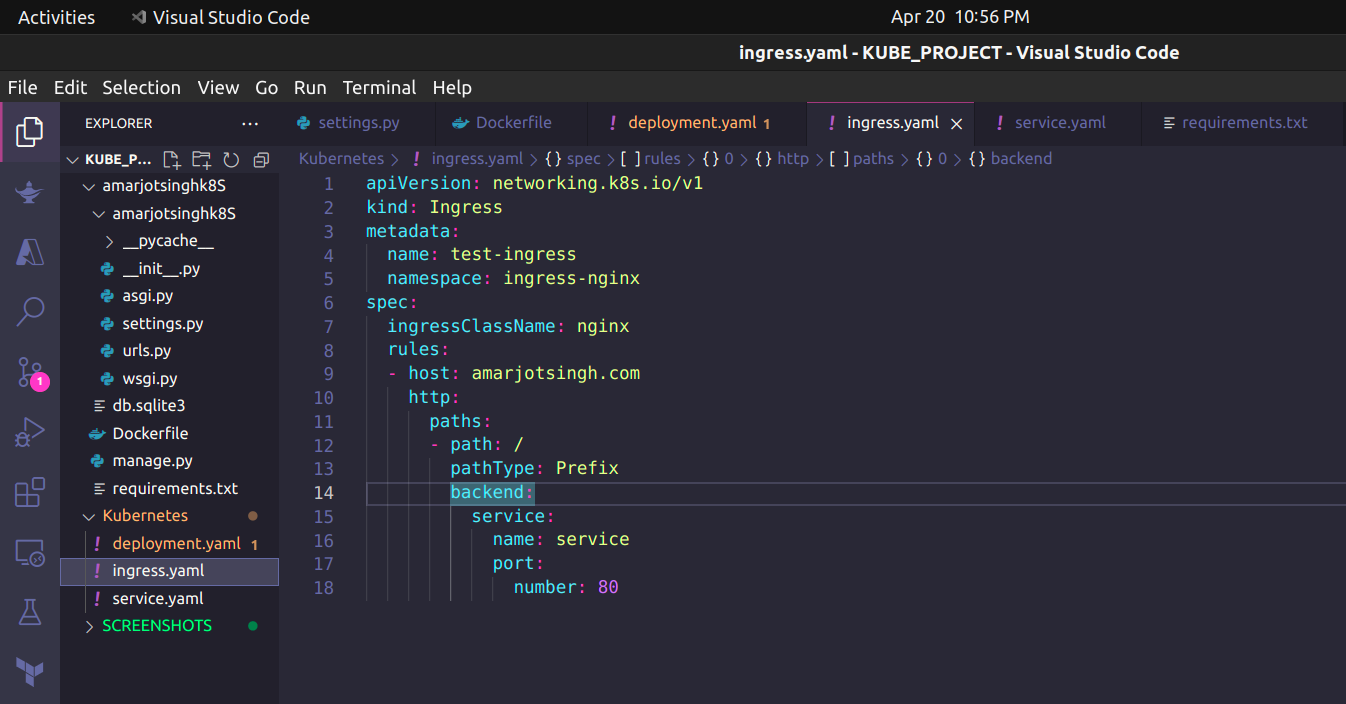 Activities Visual Studio Code Apr 20 10:56 PM
ingress.yaml - KUBE_PROJECT - Visual Studio Code
File Edit Selection View Go Run Terminal Help
EXPLORER ... settings.py Dockerfile ! deployment.yaml 1 ! ingress.yaml × ! service.yaml requirements.txt
KUBE_P... Kubernetes > ! ingress.yaml > {} spec > [ ] rules > {} 0 > {} http > [ ] paths > {} 0 > {} backend
amarjotsinghk8S
amarjotsinghk8S
__pycache__
__init__.py
asgi.py
settings.py
urls.py
wsgi.py
db.sqlite3
Dockerfile
manage.py
requirements.txt
Kubernetes
! deployment.yaml 1
! ingress.yaml
! service.yaml
SCREENSHOTS
1
1 apiVersion: networking.k8s.io/v1
2 kind: Ingress
3 metadata:
4 name: test-ingress
5 namespace: ingress-nginx
6 spec:
7 ingressClassName: nginx
8 rules:
9 - host: amarjotsingh.com
10 http:
11 paths:
12 - path: /
13 pathType: Prefix
14 backend:
15 service:
16 name: service
17 port:
18 number: 80